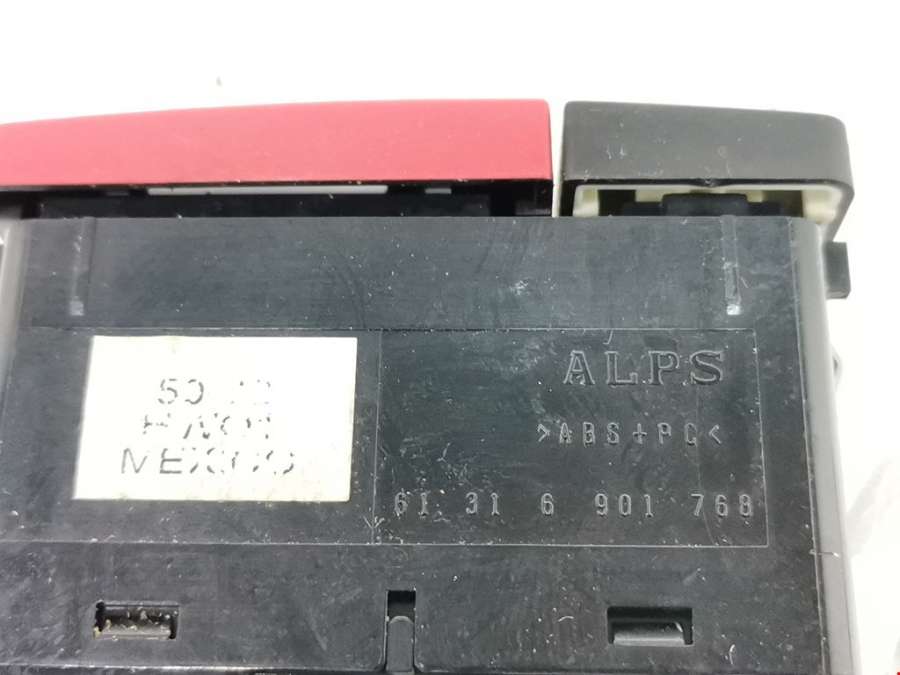 ALPS
>ABS+PC<
61 31 6 901 768
MEXICO